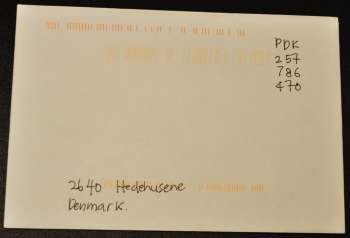 PDK
257
786
470
2640 Hedehusene
Denmark.